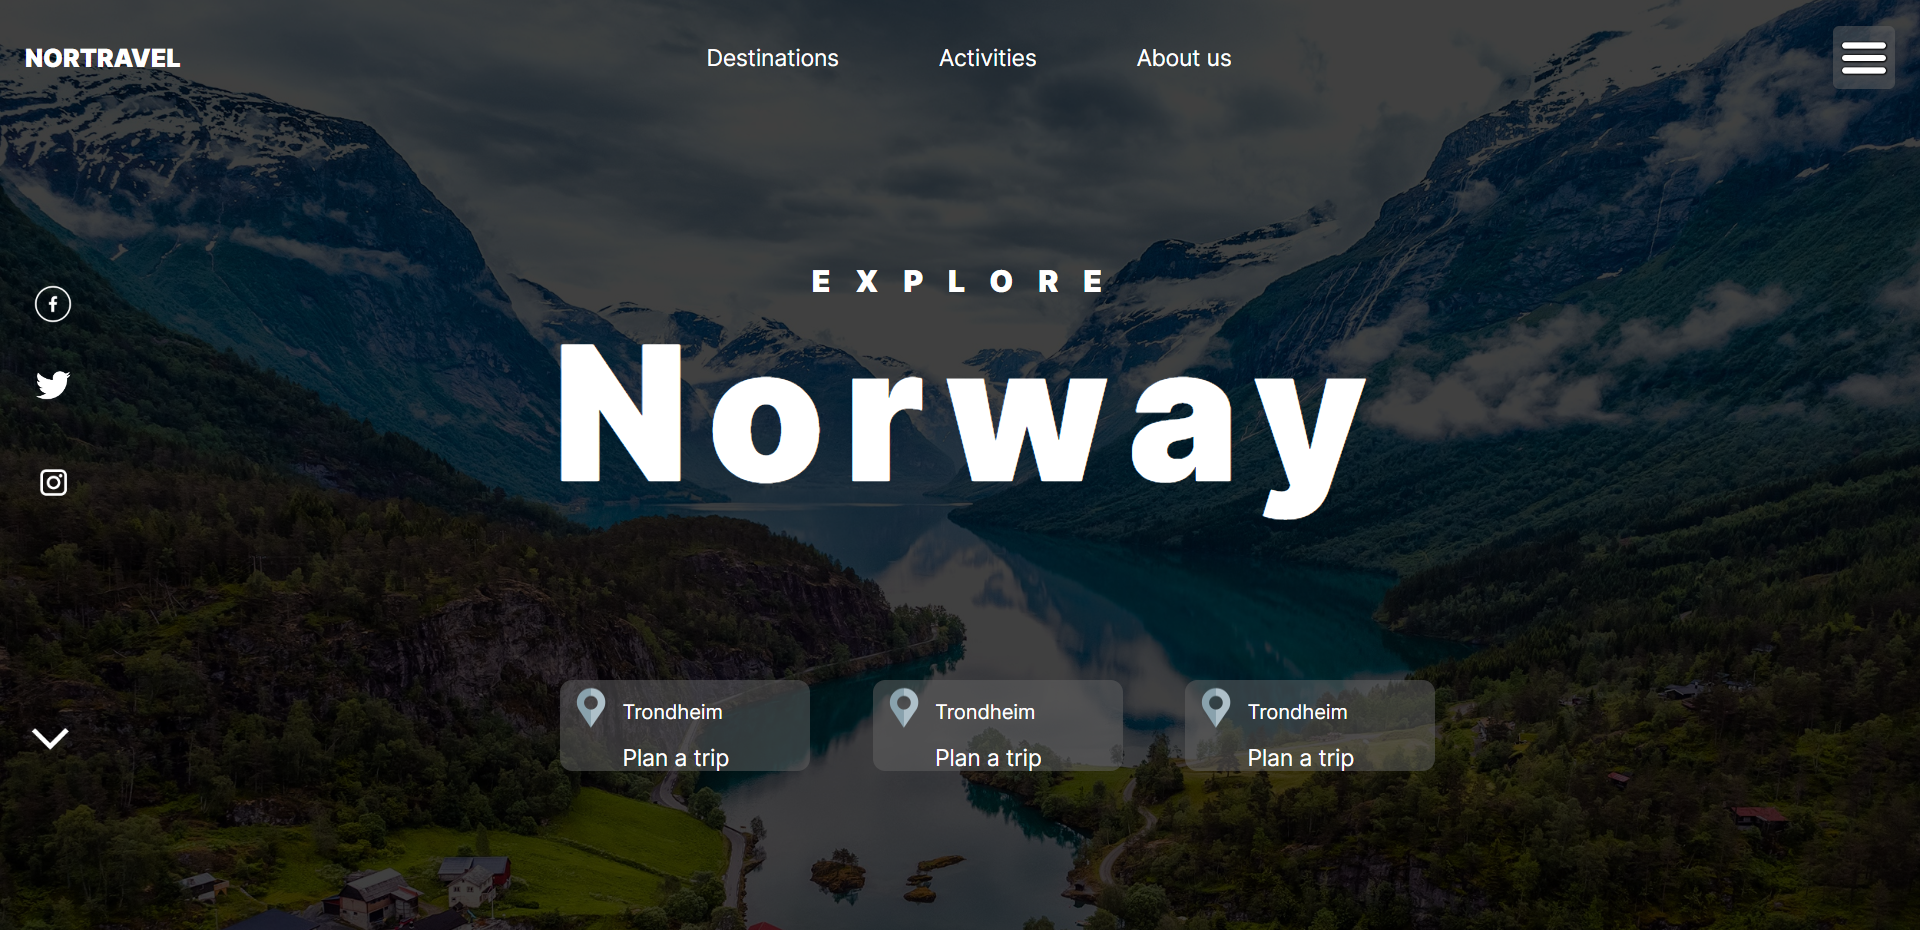 NORTRAVEL
Destinations
Activities
About us
EXPLORE
Norway
Trondheim
Plan a trip
Trondheim
Plan a trip
Trondheim
Plan a trip